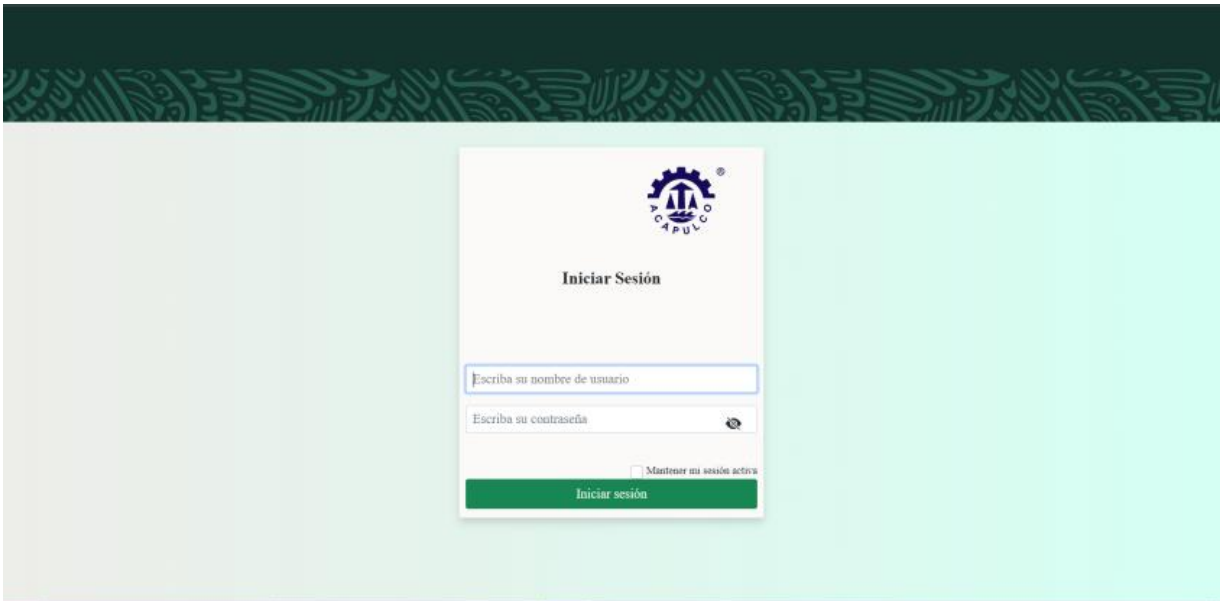 ®
ACAPULCO
Iniciar Sesión
Escriba su nombre de usuario
Escriba su contraseña
Mantener mi sesión activa
Iniciar sesión